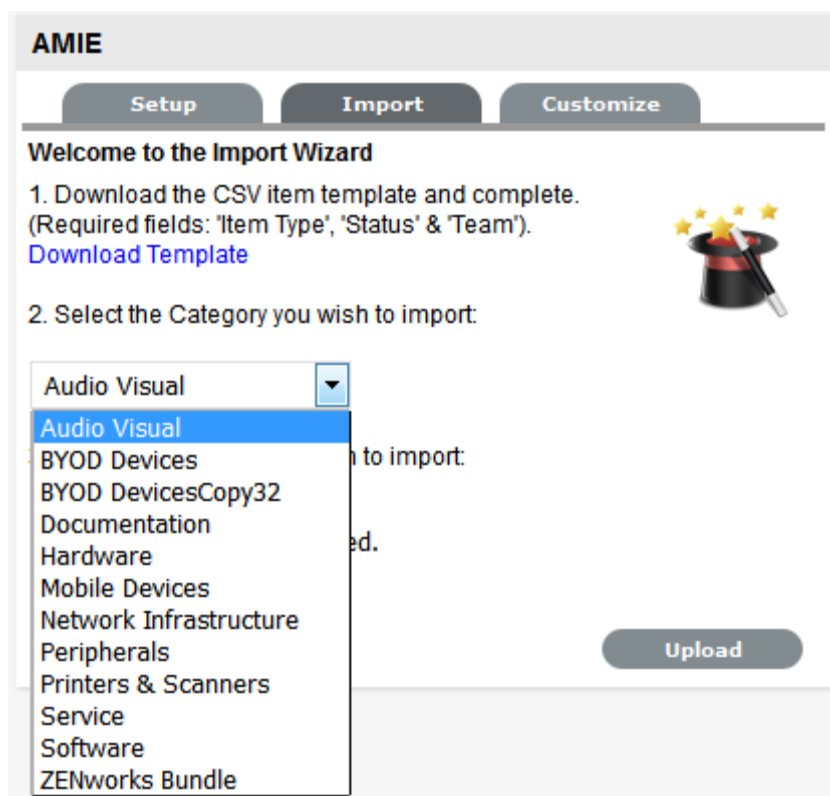 AMIE
Setup
Import
Customize
Welcome to the Import Wizard
1. Download the CSV item template and complete.
(Required fields: 'Item Type', 'Status' & 'Team').
Download Template
2. Select the Category you wish to import:
Audio Visual
Audio Visual
BYOD Devices
to import:
BYOD DevicesCopy32
Documentation
ed.
Hardware
Mobile Devices
Network Infrastructure
Peripherals
Upload
Printers & Scanners
Service
Software
ZENworks Bundle